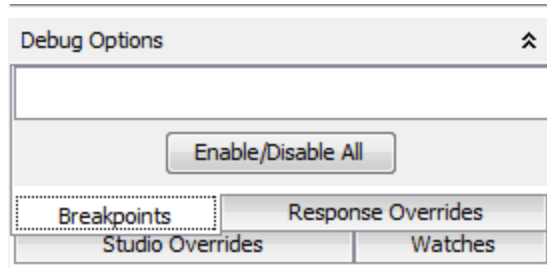 Debug Options
Enable/Disable All
Breakpoints Response Overrides
Studio Overrides Watches